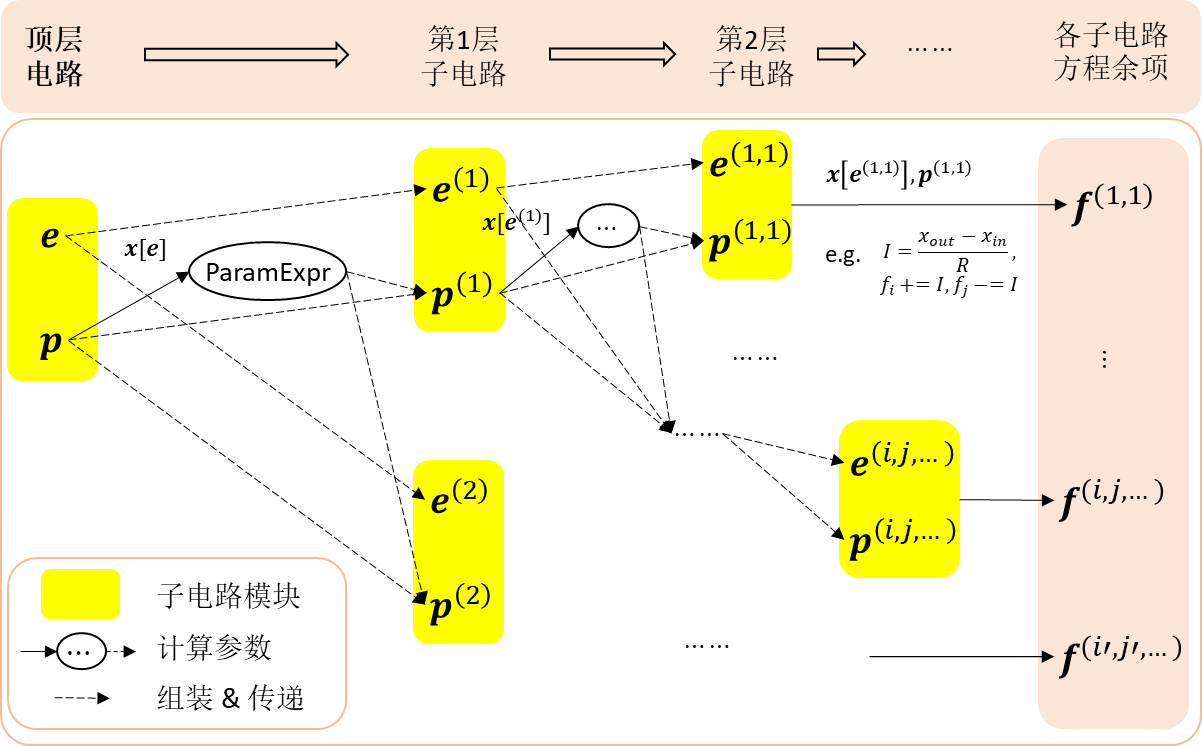 顶层
电路
第1层
子电路
第2层
子电路
……
各子电路
方程余项
e
p
x[e]
ParamExpr
e^(1)
p^(1)
x[e^(1)]
...
e^(1,1)
p^(1,1)
x[e^(1,1)], p^(1,1)
e.g. I = (x_out − x_in)/R,
f_i += I, f_j −= I
f^(1,1)
……
⋮
……
e^(i,j,…)
p^(i,j,…)
f^(i,j,…)
e^(2)
p^(2)
……
f^(i′,j′,…)
子电路模块
... 计算参数
组装 & 传递